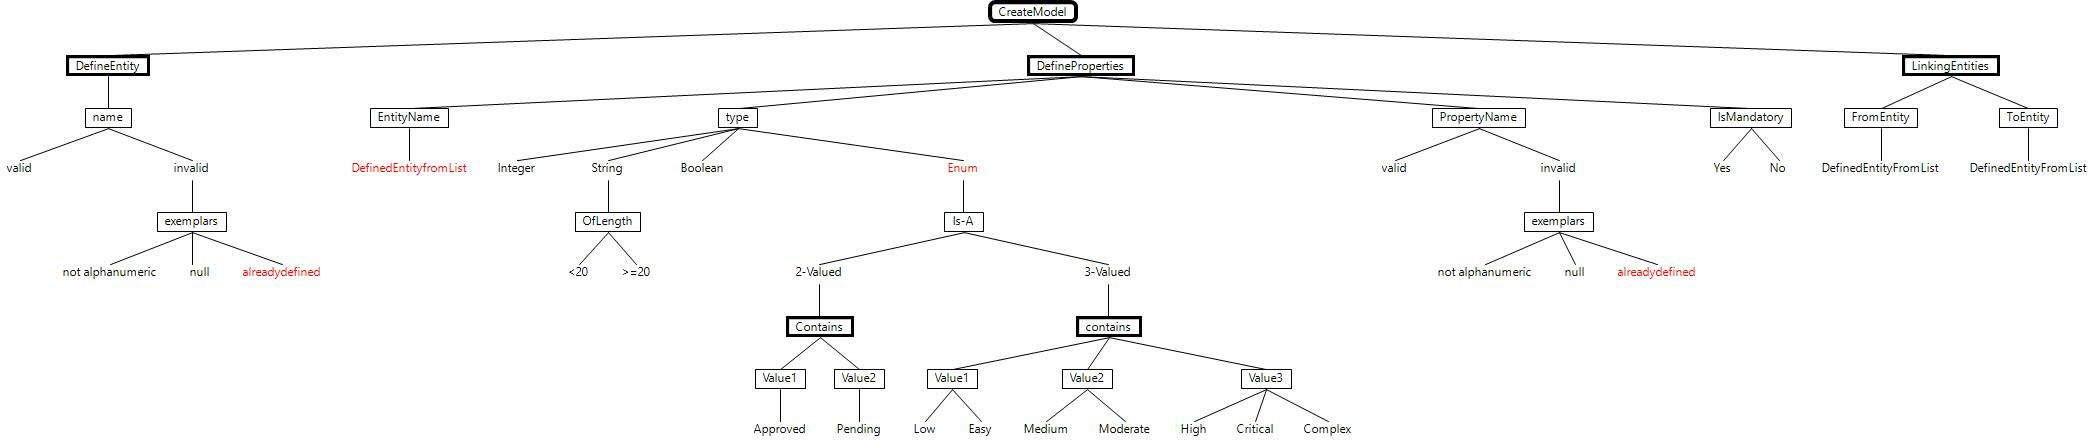 CreateModel
DefineEntity
DefineProperties
LinkingEntities
name
EntityName
type
PropertyName
IsMandatory
FromEntity
ToEntity
valid
invalid
DefinedEntityfromList
Integer
String
Boolean
Enum
valid
invalid
Yes
No
DefinedEntityFromList
DefinedEntityFromList
exemplars
OfLength
Is-A
exemplars
not alphanumeric
null
alreadydefined
<20
>=20
2-Valued
3-Valued
not alphanumeric
null
alreadydefined
Contains
contains
Value1
Value2
Value1
Value2
Value3
Approved
Pending
Low
Easy
Medium
Moderate
High
Critical
Complex